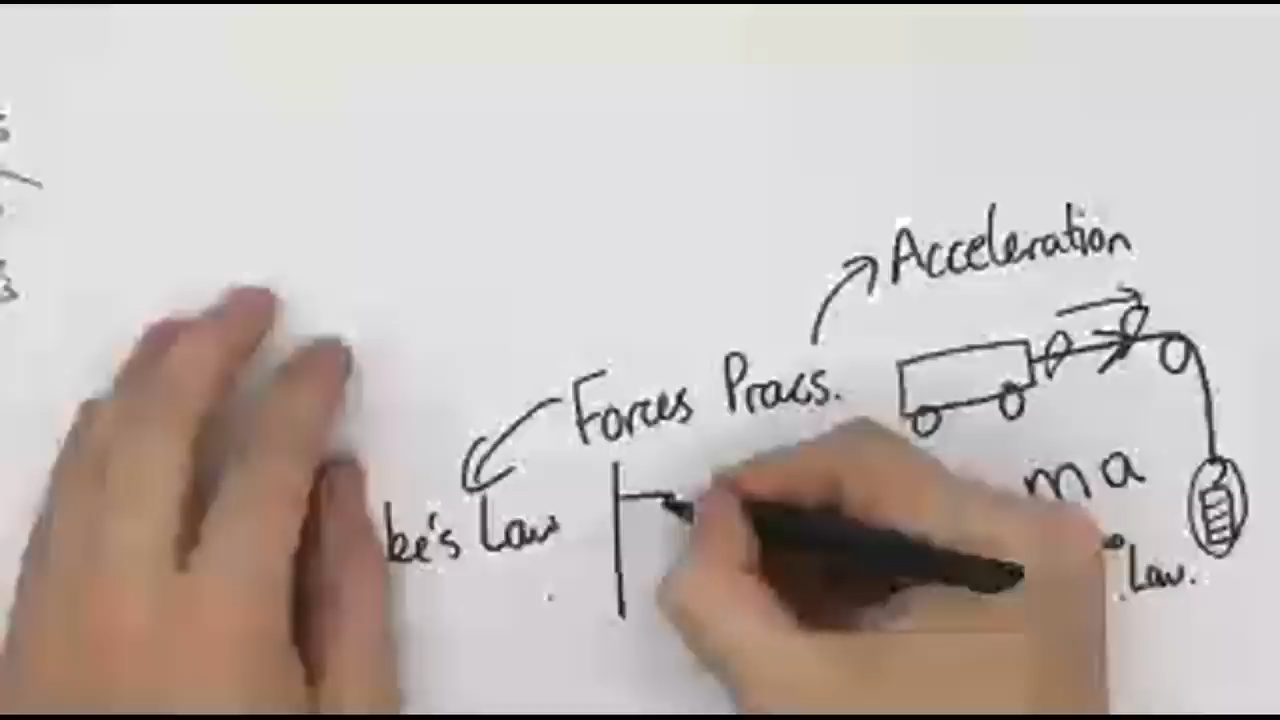 Acceleration
Forces Pracs.
ke's Law
ma
Law.